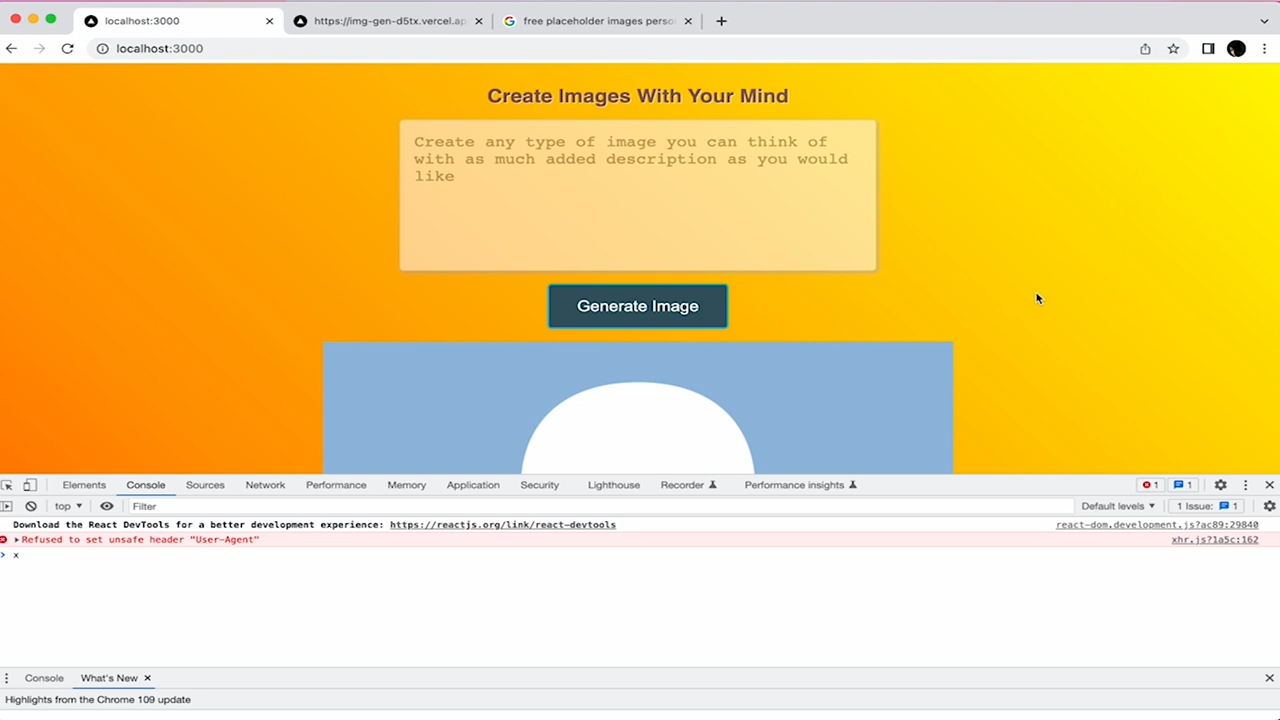 localhost:3000
https://img-gen-d5tx.vercel.ap
free placeholder images perso
localhost:3000
Create Images With Your Mind
Create any type of image you can think of
with as much added description as you would
like
Generate Image
Elements Console Sources Network Performance Memory Application Security Lighthouse Recorder Performance insights 1 1
top Filter Default levels 1 Issue: 1
Download the React DevTools for a better development experience: https://reactjs.org/link/react-devtools react-dom.development.js?ac89:29840
Refused to set unsafe header "User-Agent" xhr.js?1a5c:162
x
Console What's New
Highlights from the Chrome 109 update